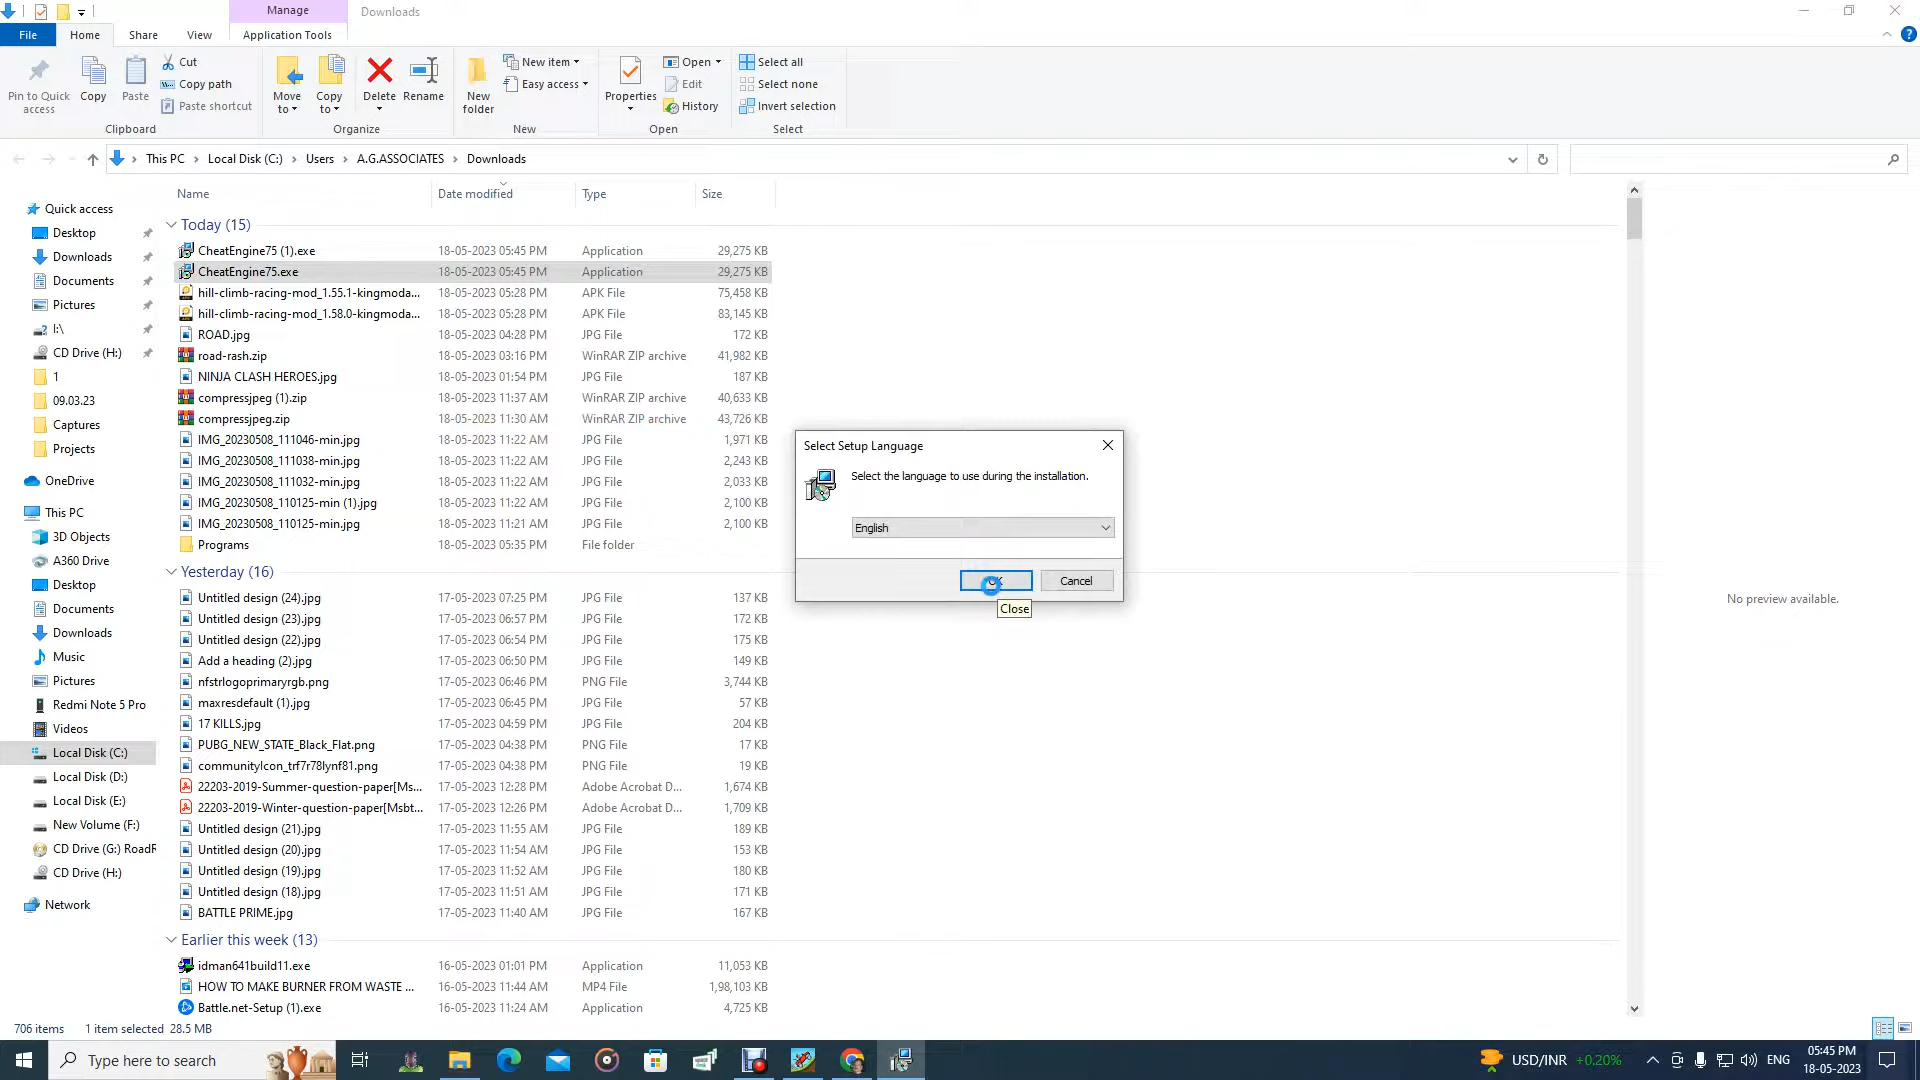 Manage
Downloads
File
Home
Share
View
Application Tools
Pin to Quick access
Copy
Paste
Cut
Copy path
Paste shortcut
Clipboard
Move to
Copy to
Delete
Rename
Organize
New folder
New item
Easy access
New
Properties
Open
Edit
History
Open
Select all
Select none
Invert selection
Select
This PC > Local Disk (C:) > Users > A.G.ASSOCIATES > Downloads
Name
Date modified
Type
Size
Quick access
Desktop
Downloads
Documents
Pictures
I:\
CD Drive (H:)
1
09.03.23
Captures
Projects
OneDrive
This PC
3D Objects
A360 Drive
Desktop
Documents
Downloads
Music
Pictures
Redmi Note 5 Pro
Videos
Local Disk (C:)
Local Disk (D:)
Local Disk (E:)
New Volume (F:)
CD Drive (G:) RoadR
CD Drive (H:)
Network
Today (15)
CheatEngine75 (1).exe 18-05-2023 05:45 PM Application 29,275 KB
CheatEngine75.exe 18-05-2023 05:45 PM Application 29,275 KB
hill-climb-racing-mod_1.55.1-kingmoda... 18-05-2023 05:28 PM APK File 75,458 KB
hill-climb-racing-mod_1.58.0-kingmoda... 18-05-2023 05:28 PM APK File 83,145 KB
ROAD.jpg 18-05-2023 04:28 PM JPG File 172 KB
road-rash.zip 18-05-2023 03:16 PM WinRAR ZIP archive 41,982 KB
NINJA CLASH HEROES.jpg 18-05-2023 01:54 PM JPG File 187 KB
compressjpeg (1).zip 18-05-2023 11:37 AM WinRAR ZIP archive 40,633 KB
compressjpeg.zip 18-05-2023 11:30 AM WinRAR ZIP archive 43,726 KB
IMG_20230508_111046-min.jpg 18-05-2023 11:22 AM JPG File 1,971 KB
IMG_20230508_111038-min.jpg 18-05-2023 11:22 AM JPG File 2,243 KB
IMG_20230508_111032-min.jpg 18-05-2023 11:22 AM JPG File 2,033 KB
IMG_20230508_110125-min (1).jpg 18-05-2023 11:22 AM JPG File 2,100 KB
IMG_20230508_110125-min.jpg 18-05-2023 11:21 AM JPG File 2,100 KB
Programs 18-05-2023 05:35 PM File folder
Yesterday (16)
Untitled design (24).jpg 17-05-2023 07:25 PM JPG File 137 KB
Untitled design (23).jpg 17-05-2023 06:57 PM JPG File 172 KB
Untitled design (22).jpg 17-05-2023 06:54 PM JPG File 175 KB
Add a heading (2).jpg 17-05-2023 06:50 PM JPG File 149 KB
nfstrlogoprimaryrgb.png 17-05-2023 06:46 PM PNG File 3,744 KB
maxresdefault (1).jpg 17-05-2023 06:45 PM JPG File 57 KB
17 KILLS.jpg 17-05-2023 04:59 PM JPG File 204 KB
PUBG_NEW_STATE_Black_Flat.png 17-05-2023 04:38 PM PNG File 17 KB
communityIcon_trf7r78lynf81.png 17-05-2023 04:38 PM PNG File 19 KB
22203-2019-Summer-question-paper[Ms... 17-05-2023 12:28 PM Adobe Acrobat D... 1,674 KB
22203-2019-Winter-question-paper[Msbt... 17-05-2023 12:26 PM Adobe Acrobat D... 1,709 KB
Untitled design (21).jpg 17-05-2023 11:55 AM JPG File 189 KB
Untitled design (20).jpg 17-05-2023 11:54 AM JPG File 153 KB
Untitled design (19).jpg 17-05-2023 11:52 AM JPG File 180 KB
Untitled design (18).jpg 17-05-2023 11:51 AM JPG File 171 KB
BATTLE PRIME.jpg 17-05-2023 11:40 AM JPG File 167 KB
Earlier this week (13)
idman641build11.exe 16-05-2023 01:01 PM Application 11,053 KB
HOW TO MAKE BURNER FROM WASTE ... 16-05-2023 11:44 AM MP4 File 1,98,103 KB
Battle.net-Setup (1).exe 16-05-2023 11:24 AM Application 4,725 KB
Select Setup Language
Select the language to use during the installation.
English
Cancel
Close
No preview available.
706 items 1 item selected 28.5 MB
Type here to search
USD/INR +0.20%
ENG
05:45 PM
18-05-2023